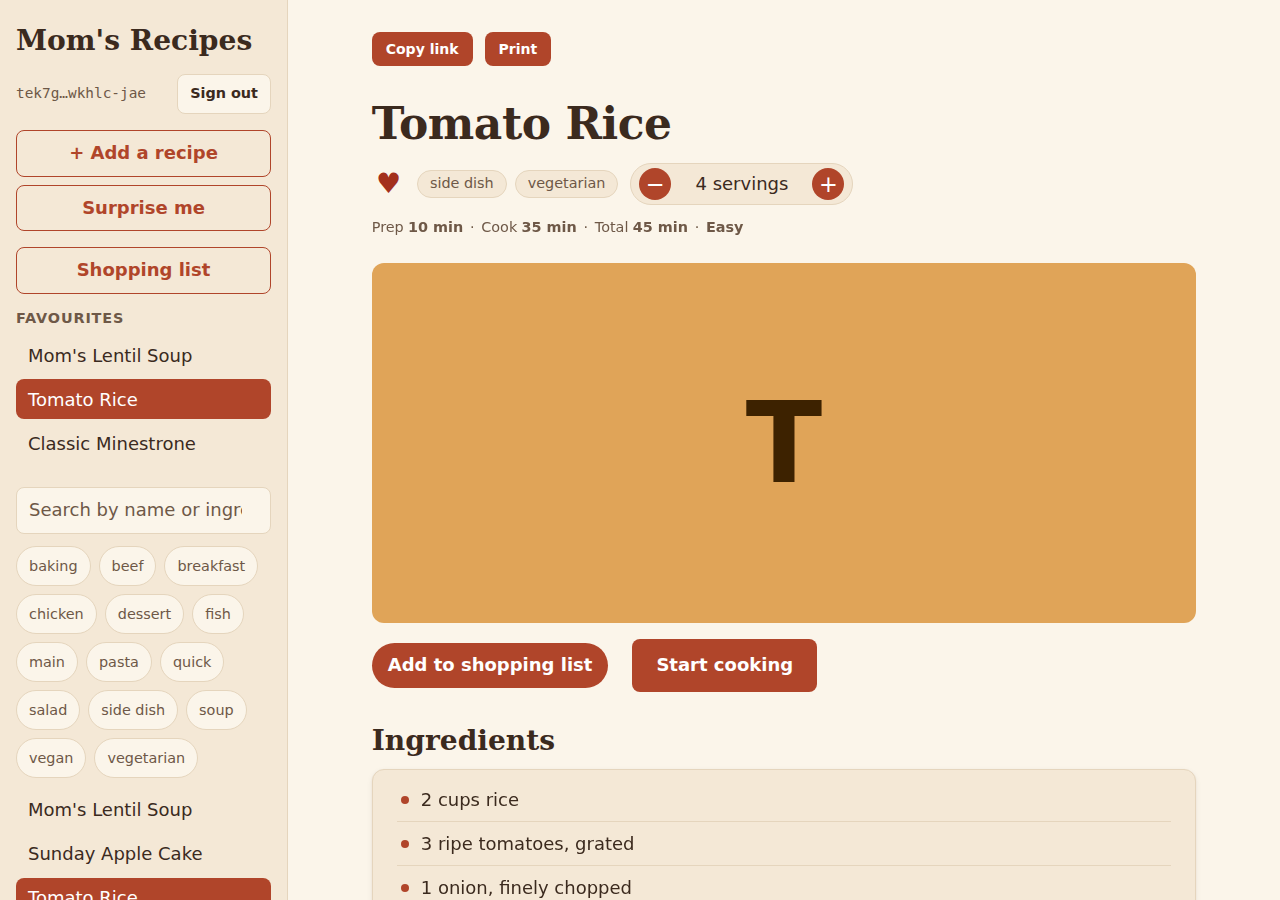 Mom's Recipes
tek7g…wkhlc-jae
Sign out
+ Add a recipe
Surprise me
Shopping list
FAVOURITES
Mom's Lentil Soup
Tomato Rice
Classic Minestrone
Search by name or ingr
baking beef breakfast
chicken dessert fish
main pasta quick
salad side dish soup
vegan vegetarian
Mom's Lentil Soup
Sunday Apple Cake
Tomato Rice
Copy link Print
Tomato Rice
♥ side dish vegetarian − 4 servings +
Prep 10 min · Cook 35 min · Total 45 min · Easy
T
Add to shopping list Start cooking
Ingredients
2 cups rice
3 ripe tomatoes, grated
1 onion, finely chopped